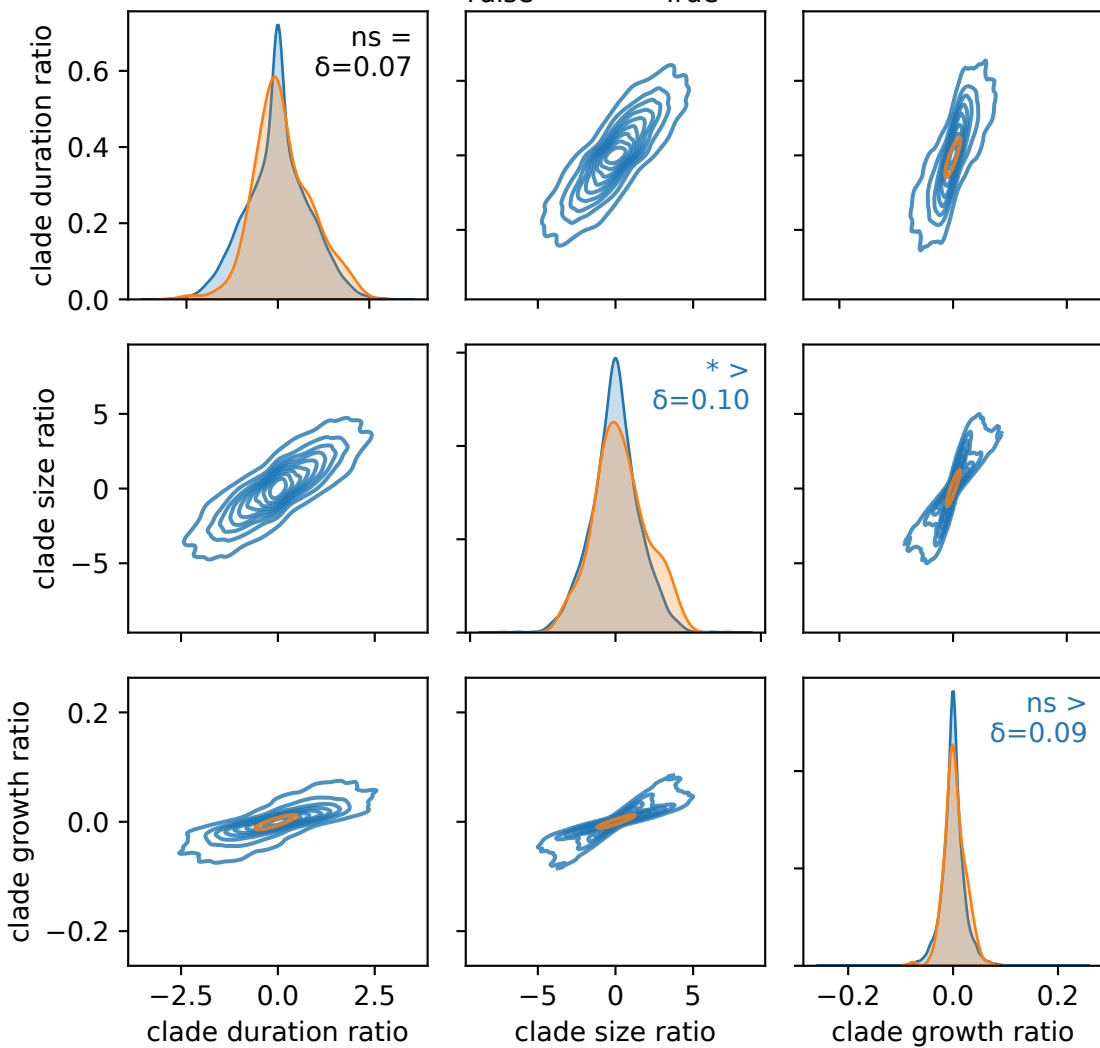 ns =
δ=0.07
clade duration ratio
0.6
0.4
0.2
0.0
* >
δ=0.10
clade size ratio
5
0
−5
ns >
δ=0.09
clade growth ratio
0.2
0.0
−0.2
−2.5 0.0 2.5
−5 0 5
−0.2 0.0 0.2
clade duration ratio
clade size ratio
clade growth ratio